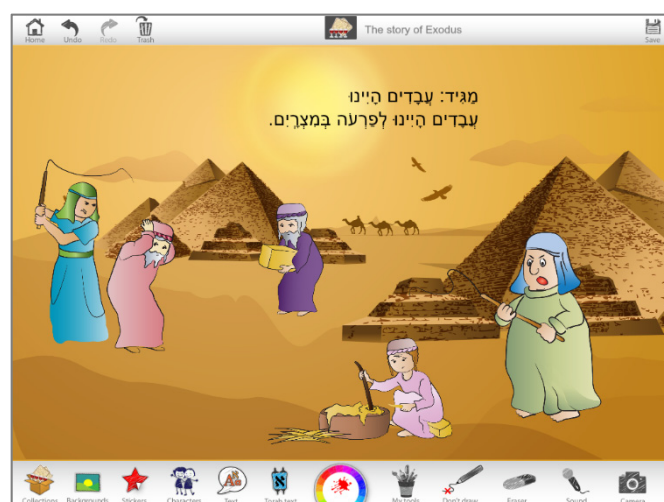 Home Undo Redo Trash The story of Exodus Save
מַגִּיד: עֲבָדִים הָיִינוּ
עֲבָדִים הָיִינוּ לְפַרְעֹה בְּמִצְרָיִם.
Collections Backgrounds Stickers Characters Text Torah text My tools Don't draw Eraser Sound Camera